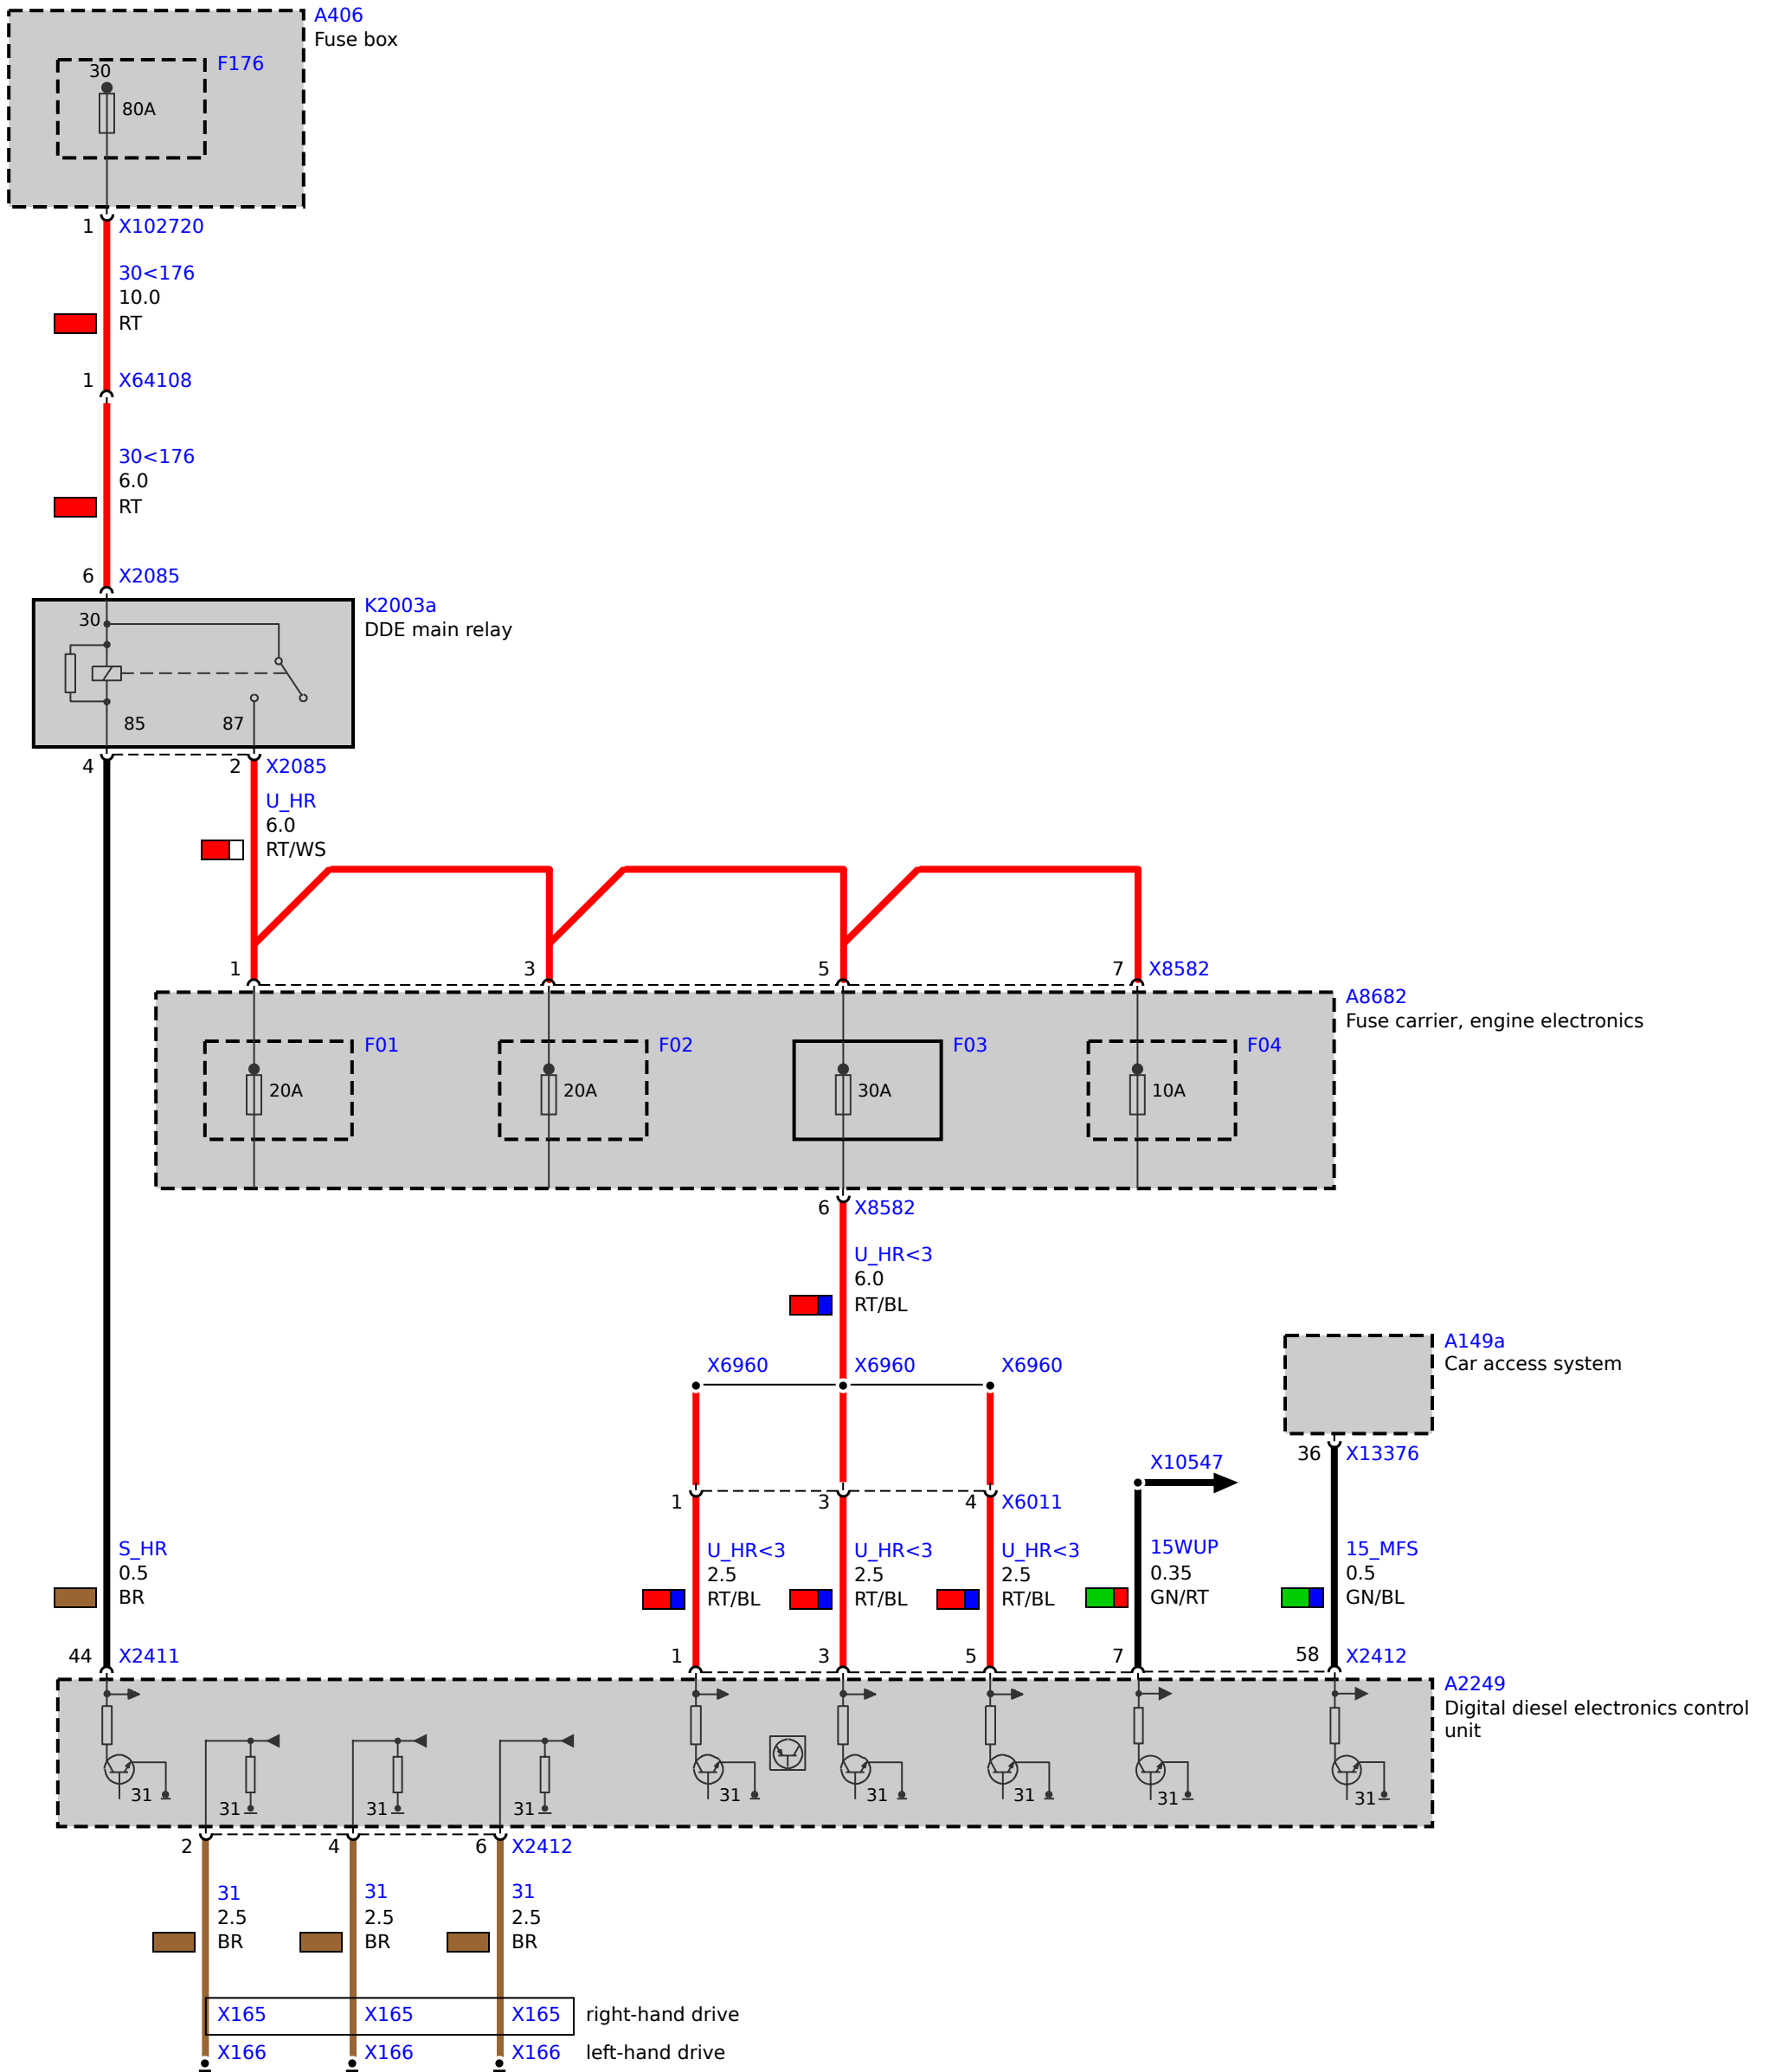 A406
Fuse box
F176
30
80A
1 X102720
30<176
10.0
RT
1 X64108
30<176
6.0
RT
6 X2085
K2003a
DDE main relay
30
85 87
4 2 X2085
U_HR
6.0
RT/WS
1 3 5 7 X8582
A8682
Fuse carrier, engine electronics
F01 F02 F03 F04
20A 20A 30A 10A
6 X8582
U_HR<3
6.0
RT/BL
A149a
Car access system
X6960 X6960 X6960
36 X13376
X10547
1 3 4 X6011
S_HR U_HR<3 U_HR<3 U_HR<3 15WUP 15_MFS
0.5 2.5 2.5 2.5 0.35 0.5
BR RT/BL RT/BL RT/BL GN/RT GN/BL
44 X2411 1 3 5 7 58 X2412
A2249
Digital diesel electronics control
unit
31 31 31 31 31 31 31 31 31
2 4 6 X2412
31 31 31
2.5 2.5 2.5
BR BR BR
X165 X165 X165 right-hand drive
X166 X166 X166 left-hand drive